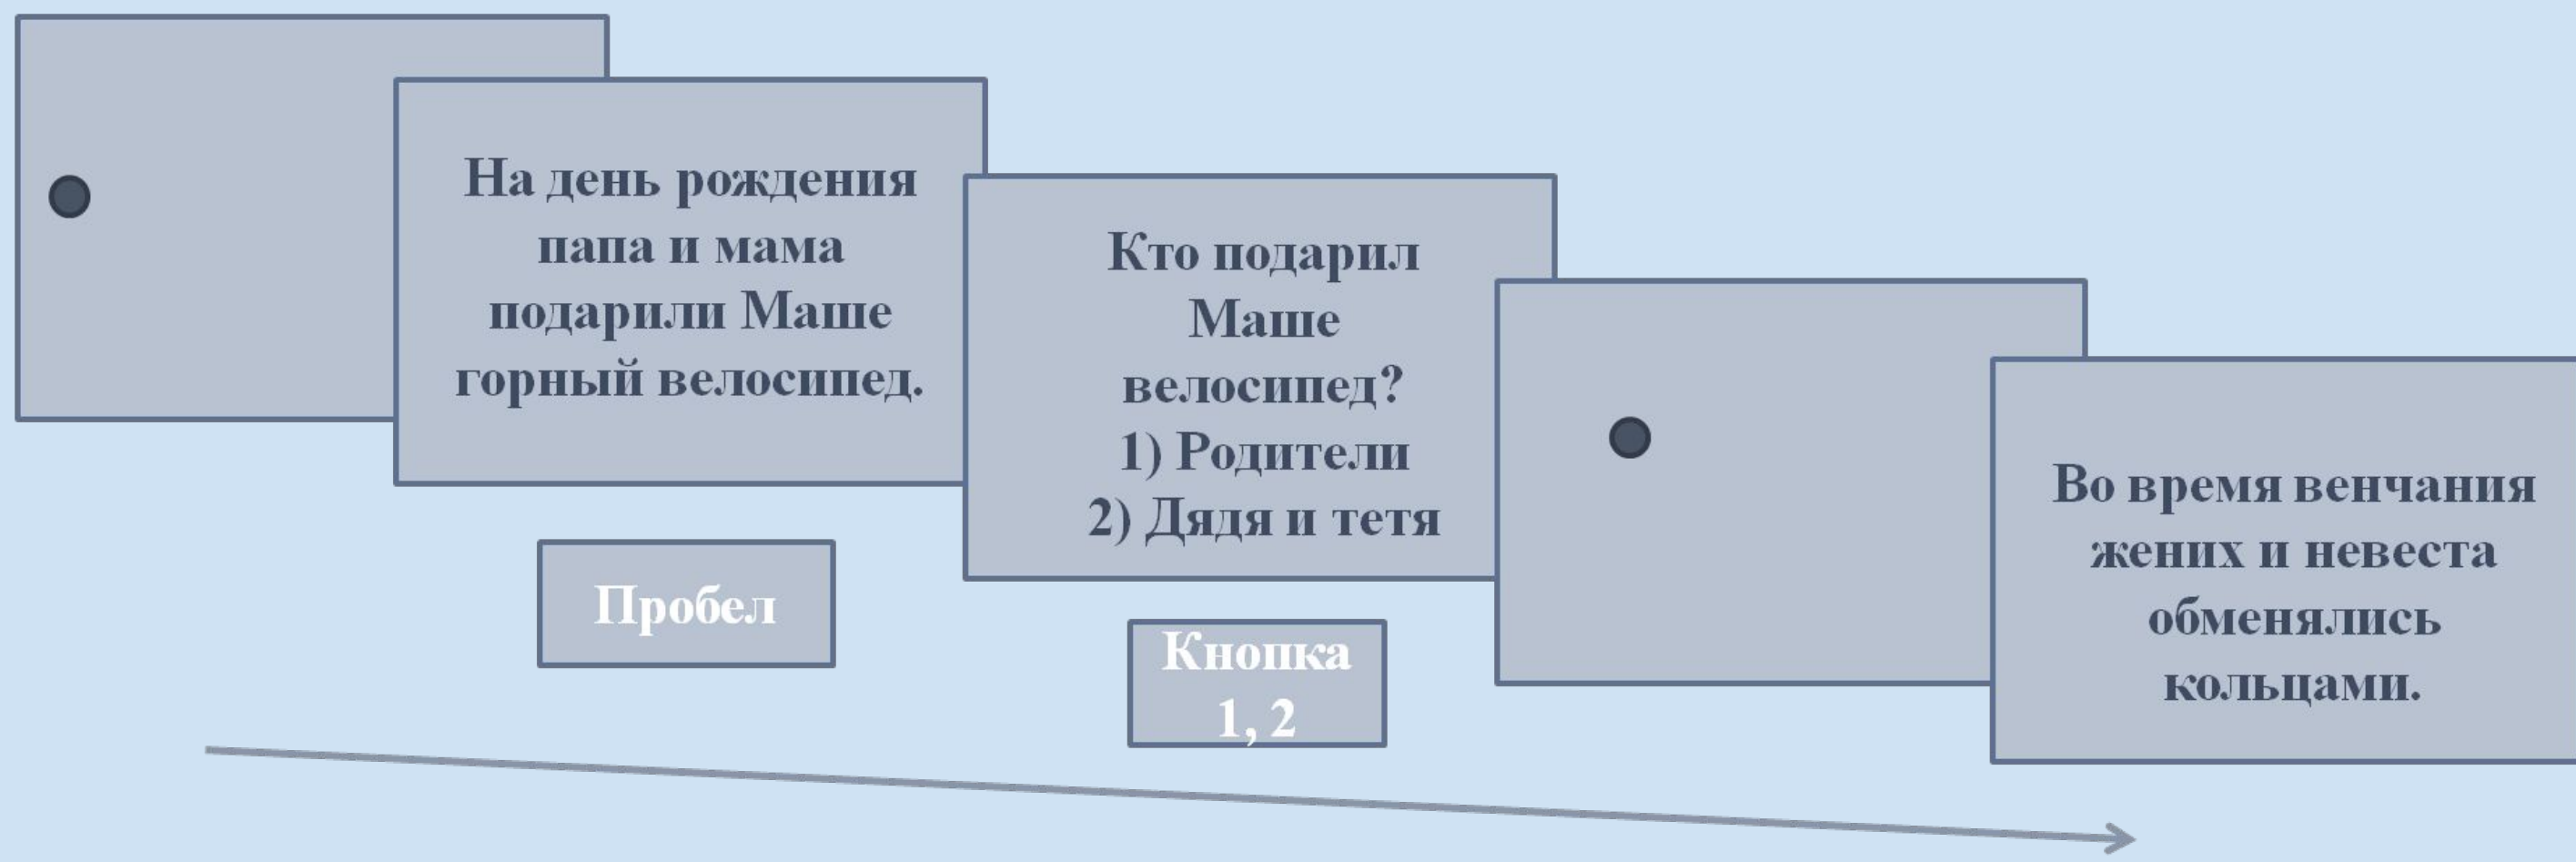 На день рождения
папа и мама
подарили Маше
горный велосипед.
Пробел
Кто подарил
Маше
велосипед?
1) Родители
2) Дядя и тетя
Кнопка
1, 2
Во время венчания
жених и невеста
обменялись
кольцами.